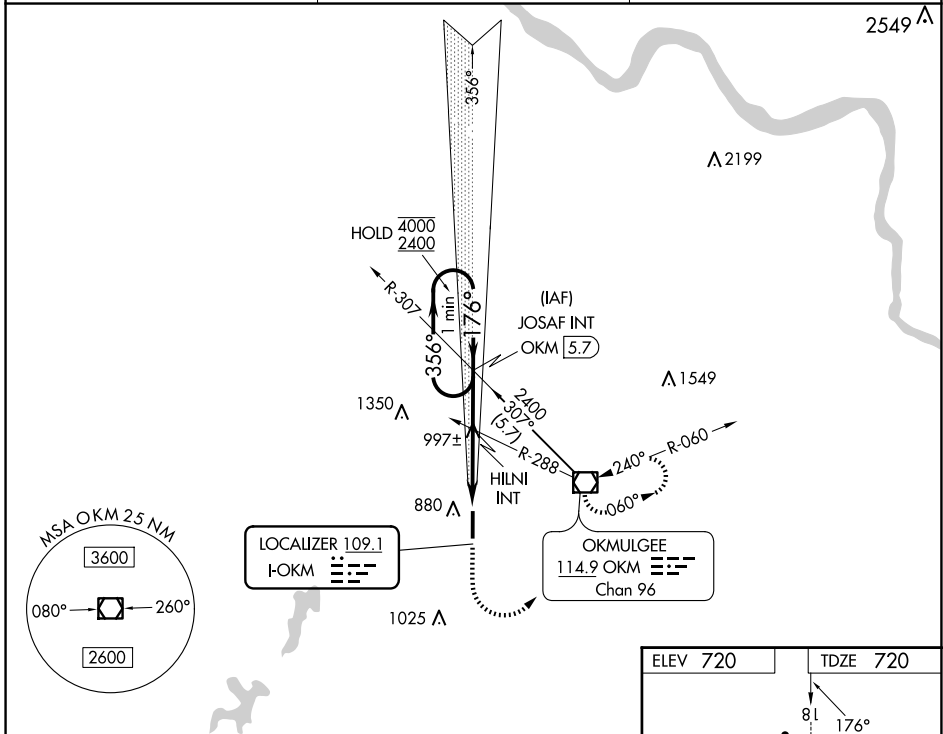 2549
356°
2199
HOLD 4000
2400
R-307
1 min
176°
356°
(IAF)
JOSAF INT
OKM 5.7
1549
1350
2400
307°
(5.7)
997±
R-288
HILNI
INT
240°
R-060
060°
880
MSA OKM 25 NM
3600
080°
260°
2600
LOCALIZER 109.1
I-OKM
OKMULGEE
114.9 OKM
Chan 96
1025
ELEV 720
TDZE 720
18
176°